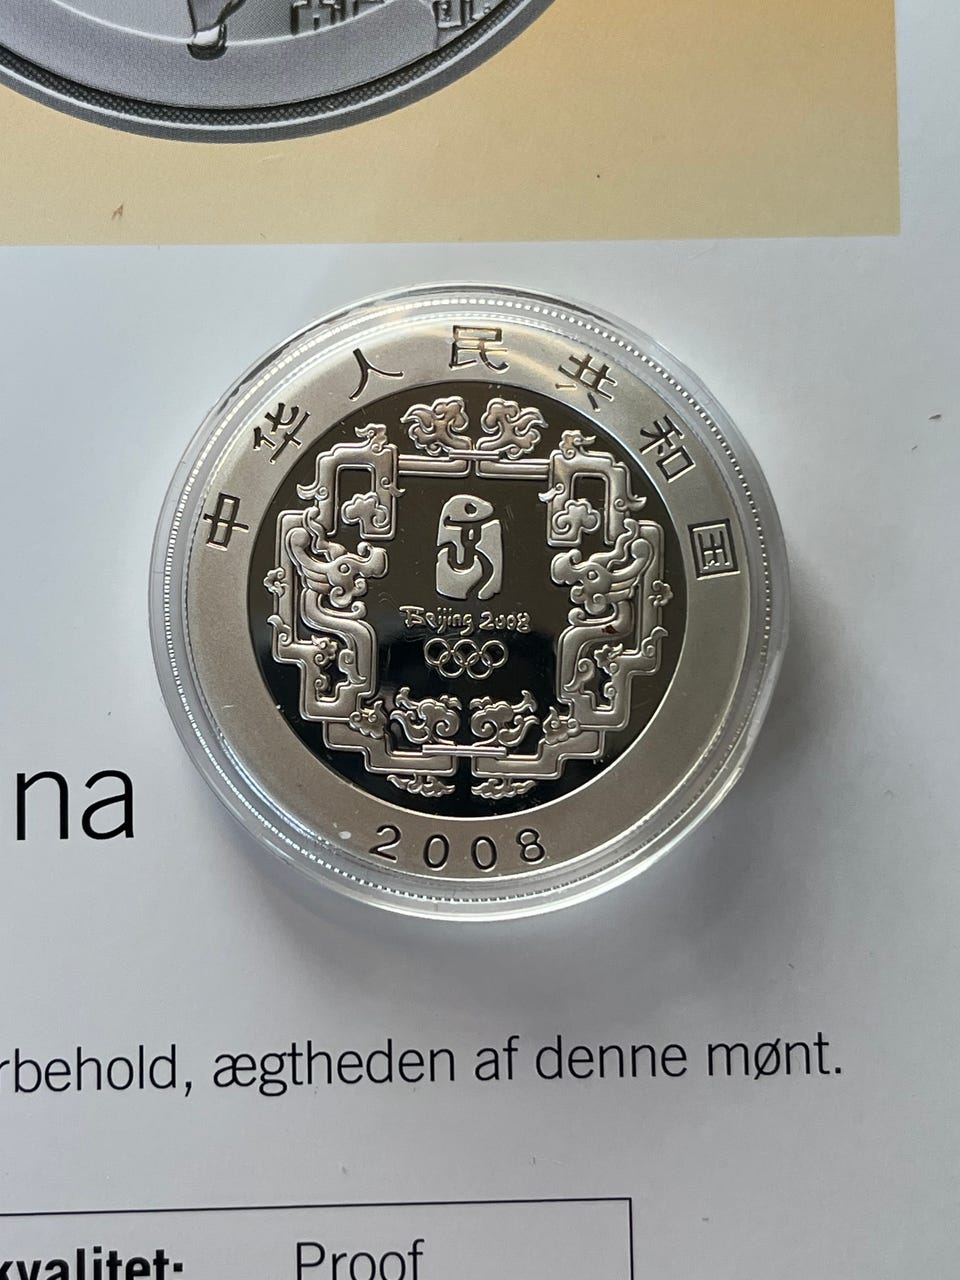 中华人民共和国
Beijing 2008
2008
na
rbehold, ægtheden af denne mønt.
kvalitet: Proof